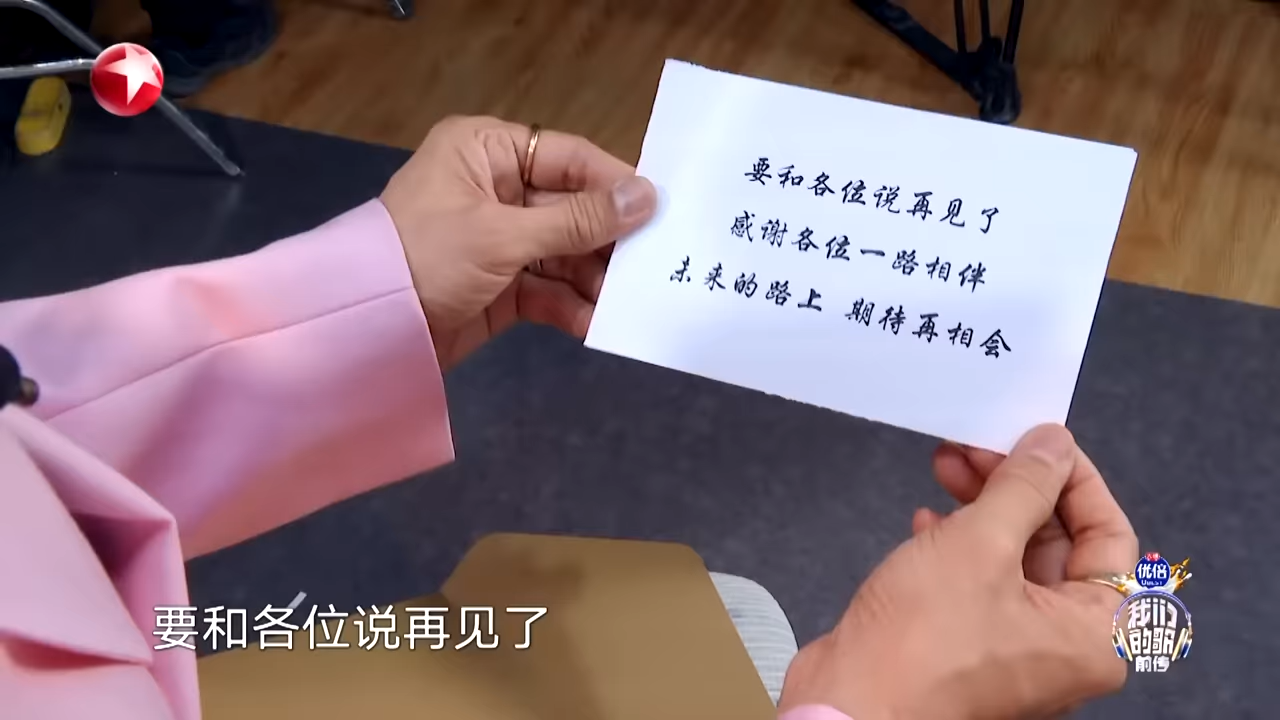 要和各位说再见了
感谢各位一路相伴
未来的路上 期待再相会
要和各位说再见了
优倍
UBEST
我们的歌
前传